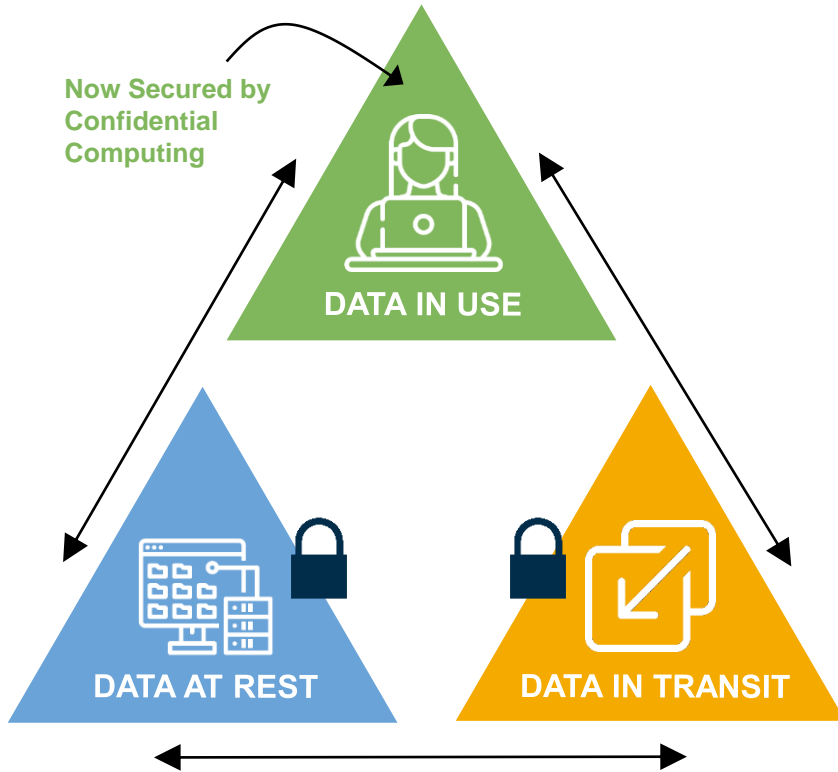 Now Secured by
Confidential
Computing
DATA IN USE
DATA AT REST
DATA IN TRANSIT